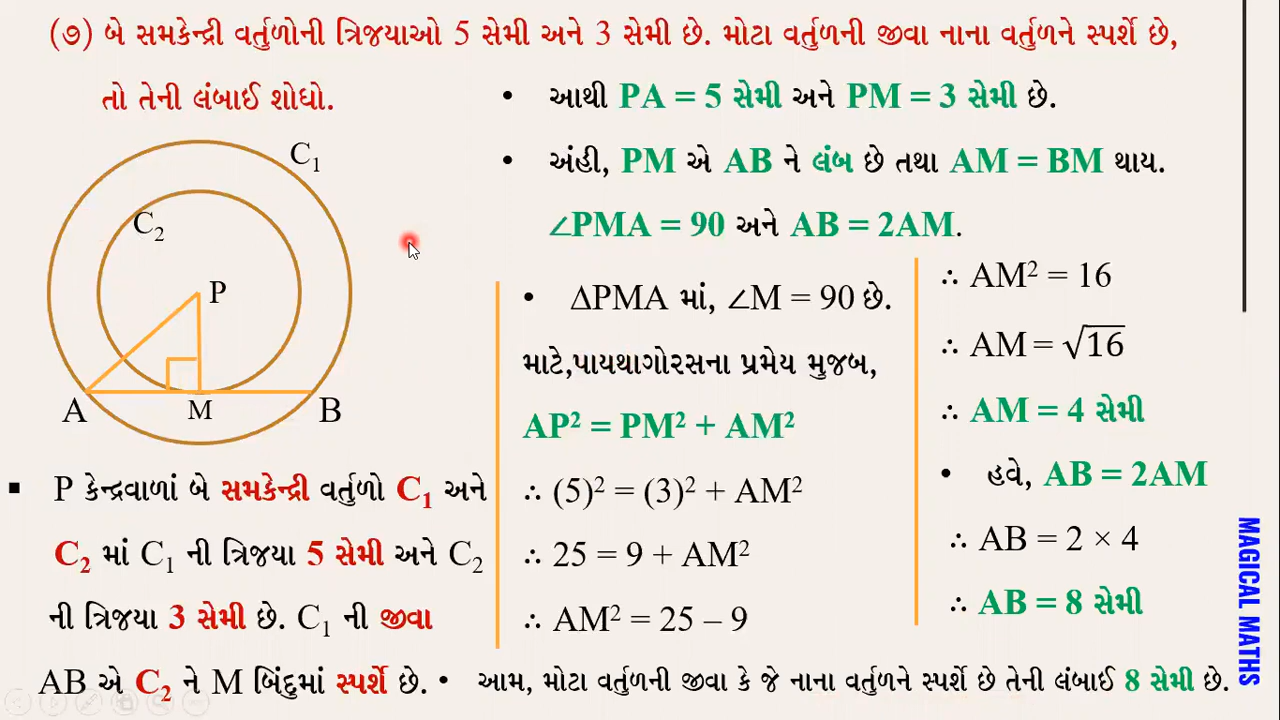 (૭) બે સમકેન્દ્રી વર્તુળોની ત્રિજયાઓ 5 સેમી અને 3 સેમી છે. મોટા વર્તુળની જીવા નાના વર્તુળને સ્પર્શે છે,
તો તેની લંબાઈ શોધો.
C₁
C₂
P
A
M
B
▪ P કેન્દ્રવાળાં બે સમકેન્દ્રી વર્તુળો C₁ અને
C₂ માં C₁ ની ત્રિજયા 5 સેમી અને C₂
ની ત્રિજયા 3 સેમી છે. C₁ ની જીવા
AB એ C₂ ને M બિંદુમાં સ્પર્શે છે.
• આથી PA = 5 સેમી અને PM = 3 સેમી છે.
• અંહી, PM એ AB ને લંબ છે તથા AM = BM થાય.
∠PMA = 90 અને AB = 2AM.
• ΔPMA માં, ∠M = 90 છે.
માટે,પાયથાગોરસના પ્રમેય મુજબ,
AP² = PM² + AM²
∴ (5)² = (3)² + AM²
∴ 25 = 9 + AM²
∴ AM² = 25 – 9
∴ AM² = 16
∴ AM = √16
∴ AM = 4 સેમી
• હવે, AB = 2AM
∴ AB = 2 × 4
∴ AB = 8 સેમી
• આમ, મોટા વર્તુળની જીવા કે જે નાના વર્તુળને સ્પર્શે છે તેની લંબાઈ 8 સેમી છે.
MAGICAL MATHS